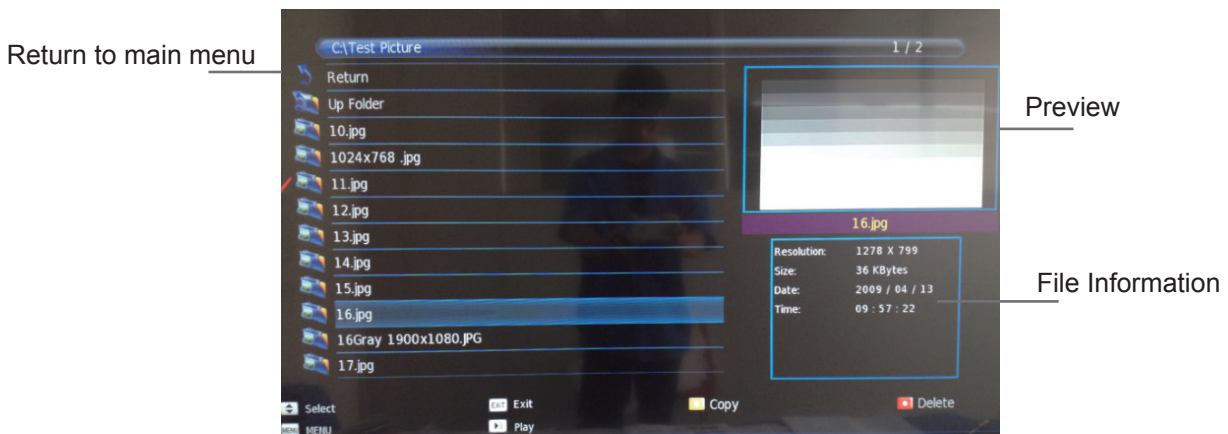 Return to main menu
C:\Test Picture
1 / 2
Return
Up Folder
10.jpg
1024x768 .jpg
11.jpg
12.jpg
13.jpg
14.jpg
15.jpg
16.jpg
16Gray 1900x1080.JPG
17.jpg
Preview
16.jpg
Resolution: 1278 X 799
Size: 36 KBytes
Date: 2009 / 04 / 13
Time: 09 : 57 : 22
File Information
Select
EXIT Exit
Copy
Delete
MENU MENU
Play